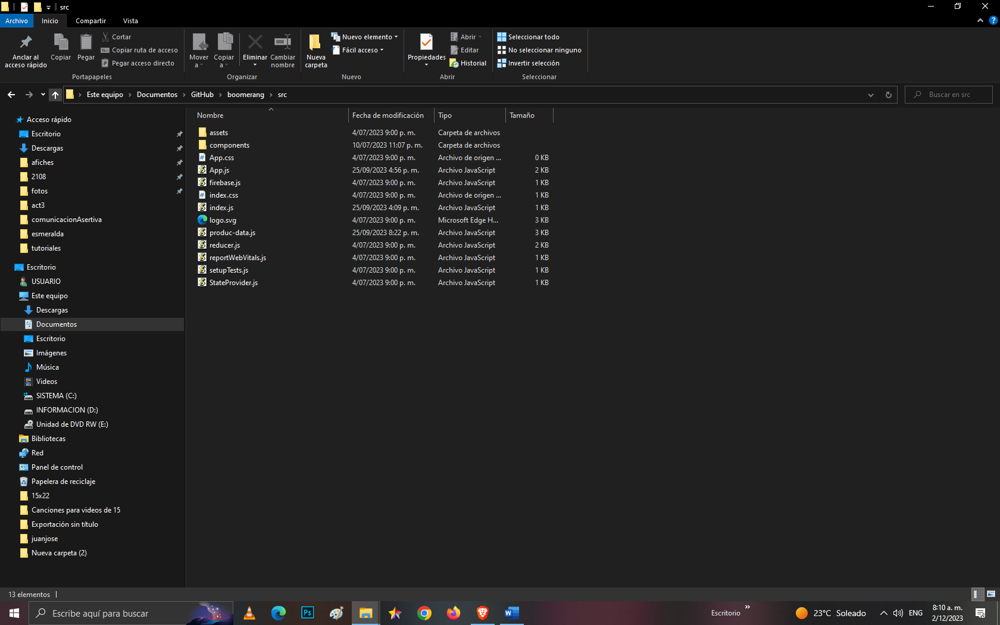 src
Archivo Inicio Compartir Vista
Anclar al acceso rápido
Copiar
Pegar
Cortar
Copiar ruta de acceso
Pegar acceso directo
Portapapeles
Mover a
Copiar a
Eliminar
Cambiar nombre
Organizar
Nueva carpeta
Nuevo elemento
Fácil acceso
Nuevo
Propiedades
Abrir
Editar
Historial
Abrir
Seleccionar todo
No seleccionar ninguno
Invertir selección
Seleccionar
Este equipo > Documentos > GitHub > boomerang > src
Buscar en src
Acceso rápido
Escritorio
Descargas
afiches
2108
fotos
act3
comunicacionAsertiva
esmeralda
tutoriales
Escritorio
USUARIO
Este equipo
Descargas
Documentos
Escritorio
Imágenes
Música
Videos
SISTEMA (C:)
INFORMACION (D:)
Unidad de DVD RW (E:)
Bibliotecas
Red
Panel de control
Papelera de reciclaje
15x22
Canciones para videos de 15
Exportación sin título
juanjose
Nueva carpeta (2)
Nombre Fecha de modificación Tipo Tamaño
assets 4/07/2023 9:00 p. m. Carpeta de archivos
components 10/07/2023 11:07 p. m. Carpeta de archivos
App.css 4/07/2023 9:00 p. m. Archivo de origen ... 0 KB
App.js 25/09/2023 4:56 p. m. Archivo JavaScript 2 KB
firebase.js 4/07/2023 9:00 p. m. Archivo JavaScript 1 KB
index.css 4/07/2023 9:00 p. m. Archivo de origen ... 1 KB
index.js 25/09/2023 4:09 p. m. Archivo JavaScript 1 KB
logo.svg 4/07/2023 9:00 p. m. Microsoft Edge H... 3 KB
produc-data.js 25/09/2023 8:22 p. m. Archivo JavaScript 3 KB
reducer.js 4/07/2023 9:00 p. m. Archivo JavaScript 2 KB
reportWebVitals.js 4/07/2023 9:00 p. m. Archivo JavaScript 1 KB
setupTests.js 4/07/2023 9:00 p. m. Archivo JavaScript 1 KB
StateProvider.js 4/07/2023 9:00 p. m. Archivo JavaScript 1 KB
13 elementos
Escribe aquí para buscar
Ps
Escritorio
23°C Soleado
ENG
8:10 a. m.
2/12/2023